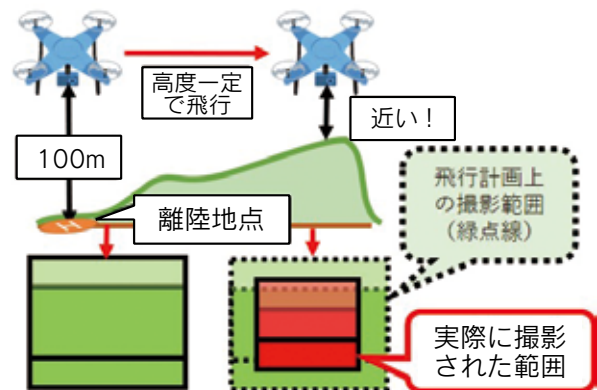 高度一定
で飛行
近い！
100m
離陸地点
飛行計画上
の撮影範囲
（緑点線）
実際に撮影
された範囲